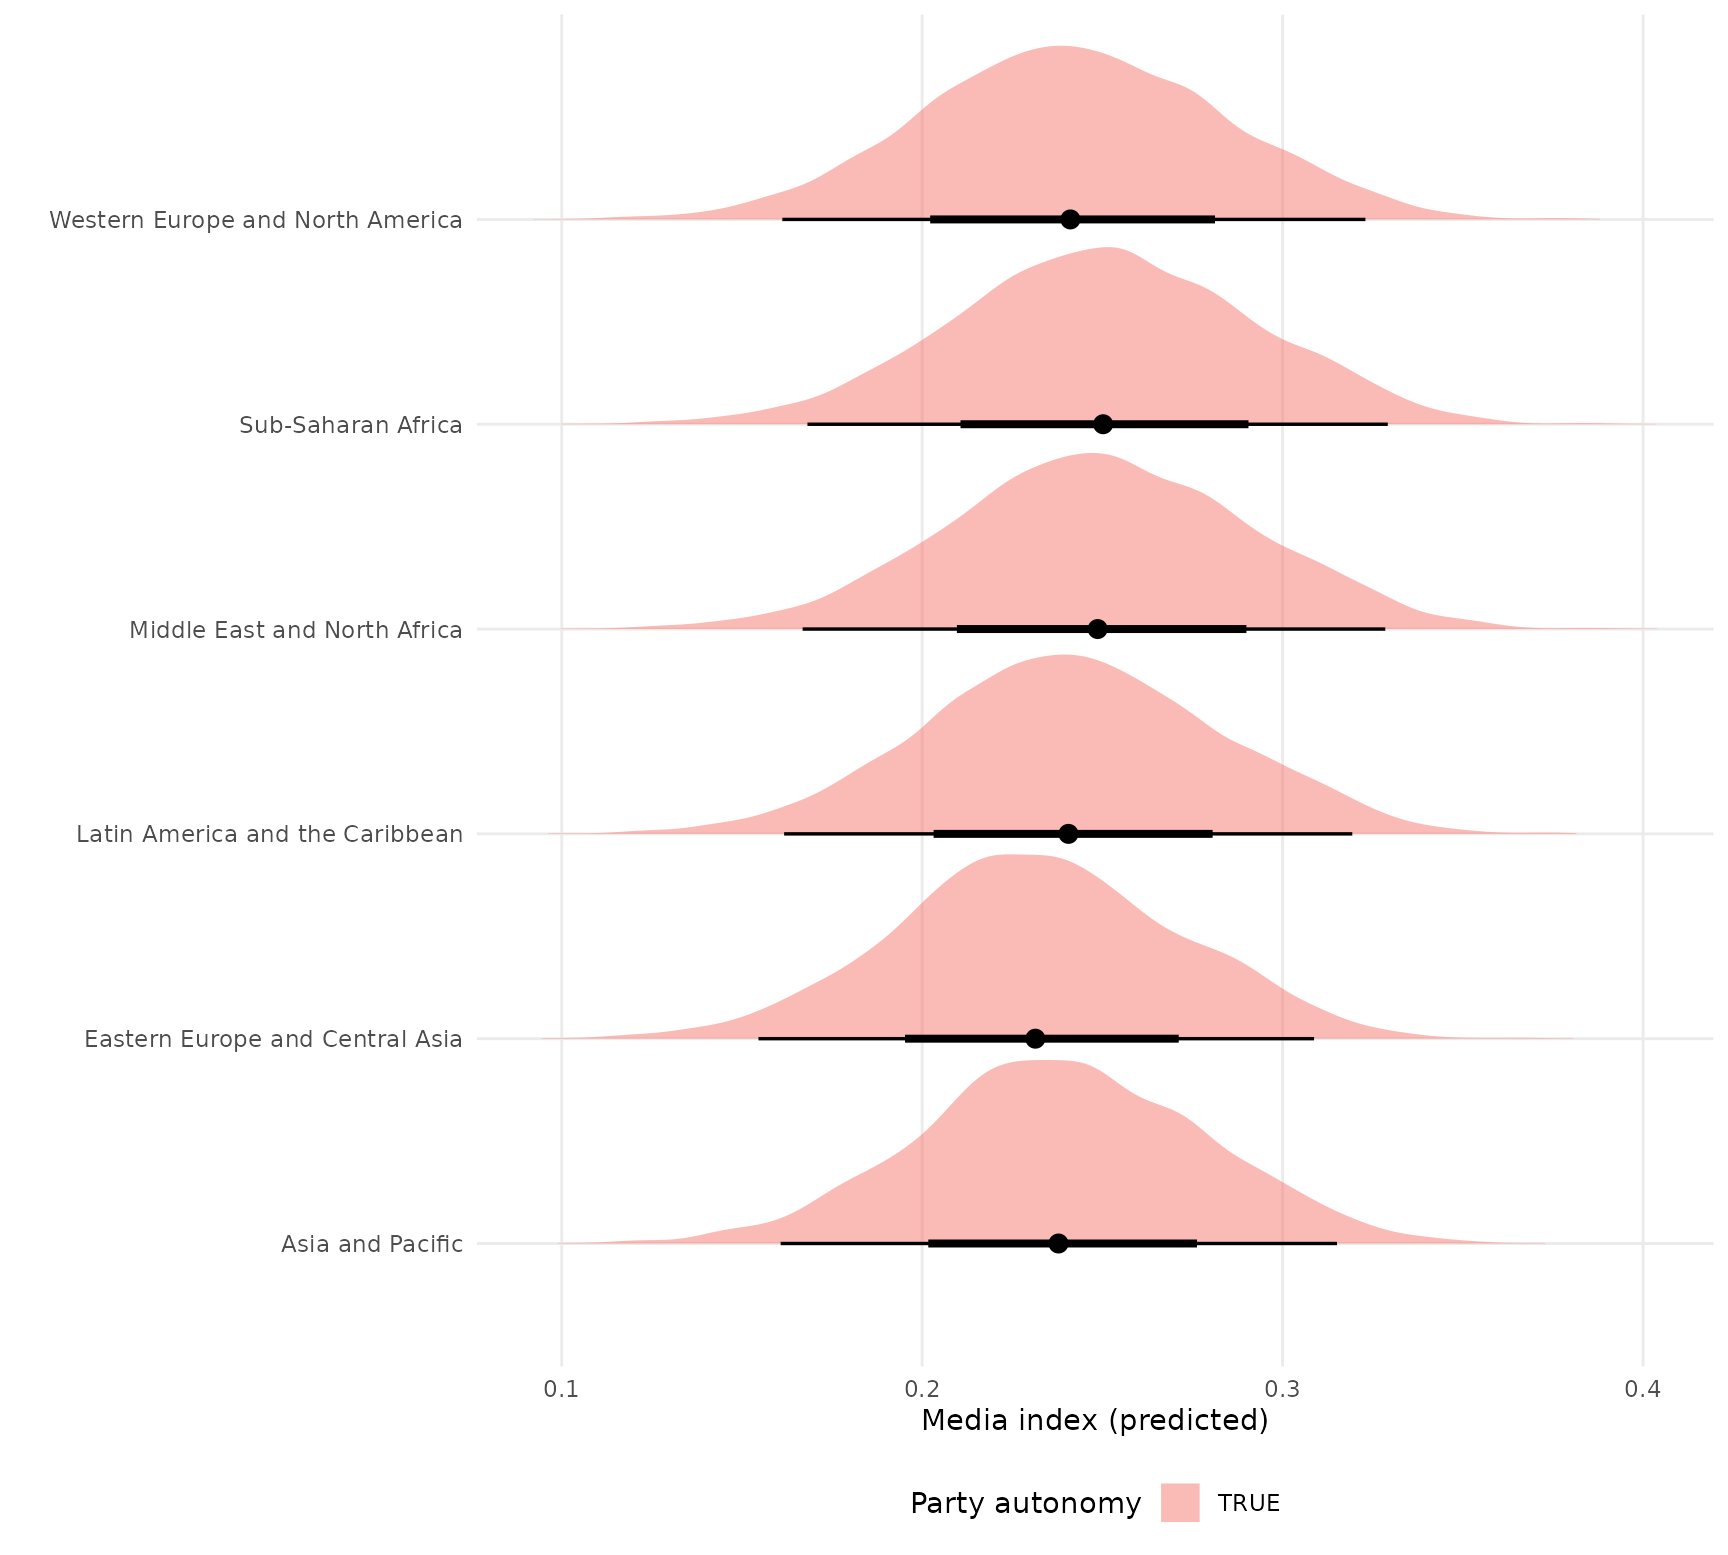 Western Europe and North America
Sub-Saharan Africa
Middle East and North Africa
Latin America and the Caribbean
Eastern Europe and Central Asia
Asia and Pacific
0.1 0.2 0.3 0.4
Media index (predicted)
Party autonomy TRUE